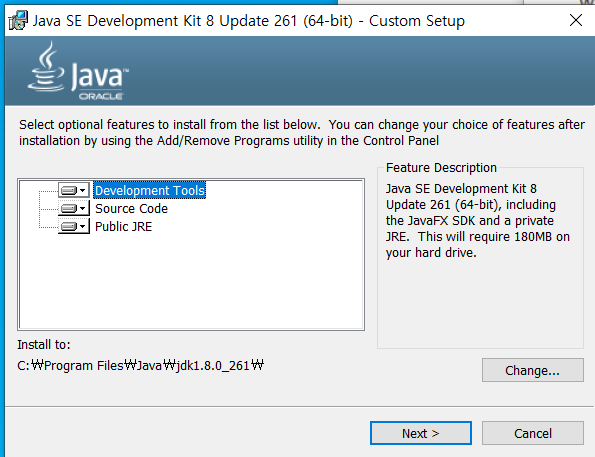 Java SE Development Kit 8 Update 261 (64-bit) - Custom Setup
Java™
ORACLE
Select optional features to install from the list below.  You can change your choice of features after
installation by using the Add/Remove Programs utility in the Control Panel
Development Tools
Source Code
Public JRE
Feature Description
Java SE Development Kit 8
Update 261 (64-bit), including
the JavaFX SDK and a private
JRE.  This will require 180MB on
your hard drive.
Install to:
C:₩Program Files₩Java₩jdk1.8.0_261₩
Change...
Next >
Cancel